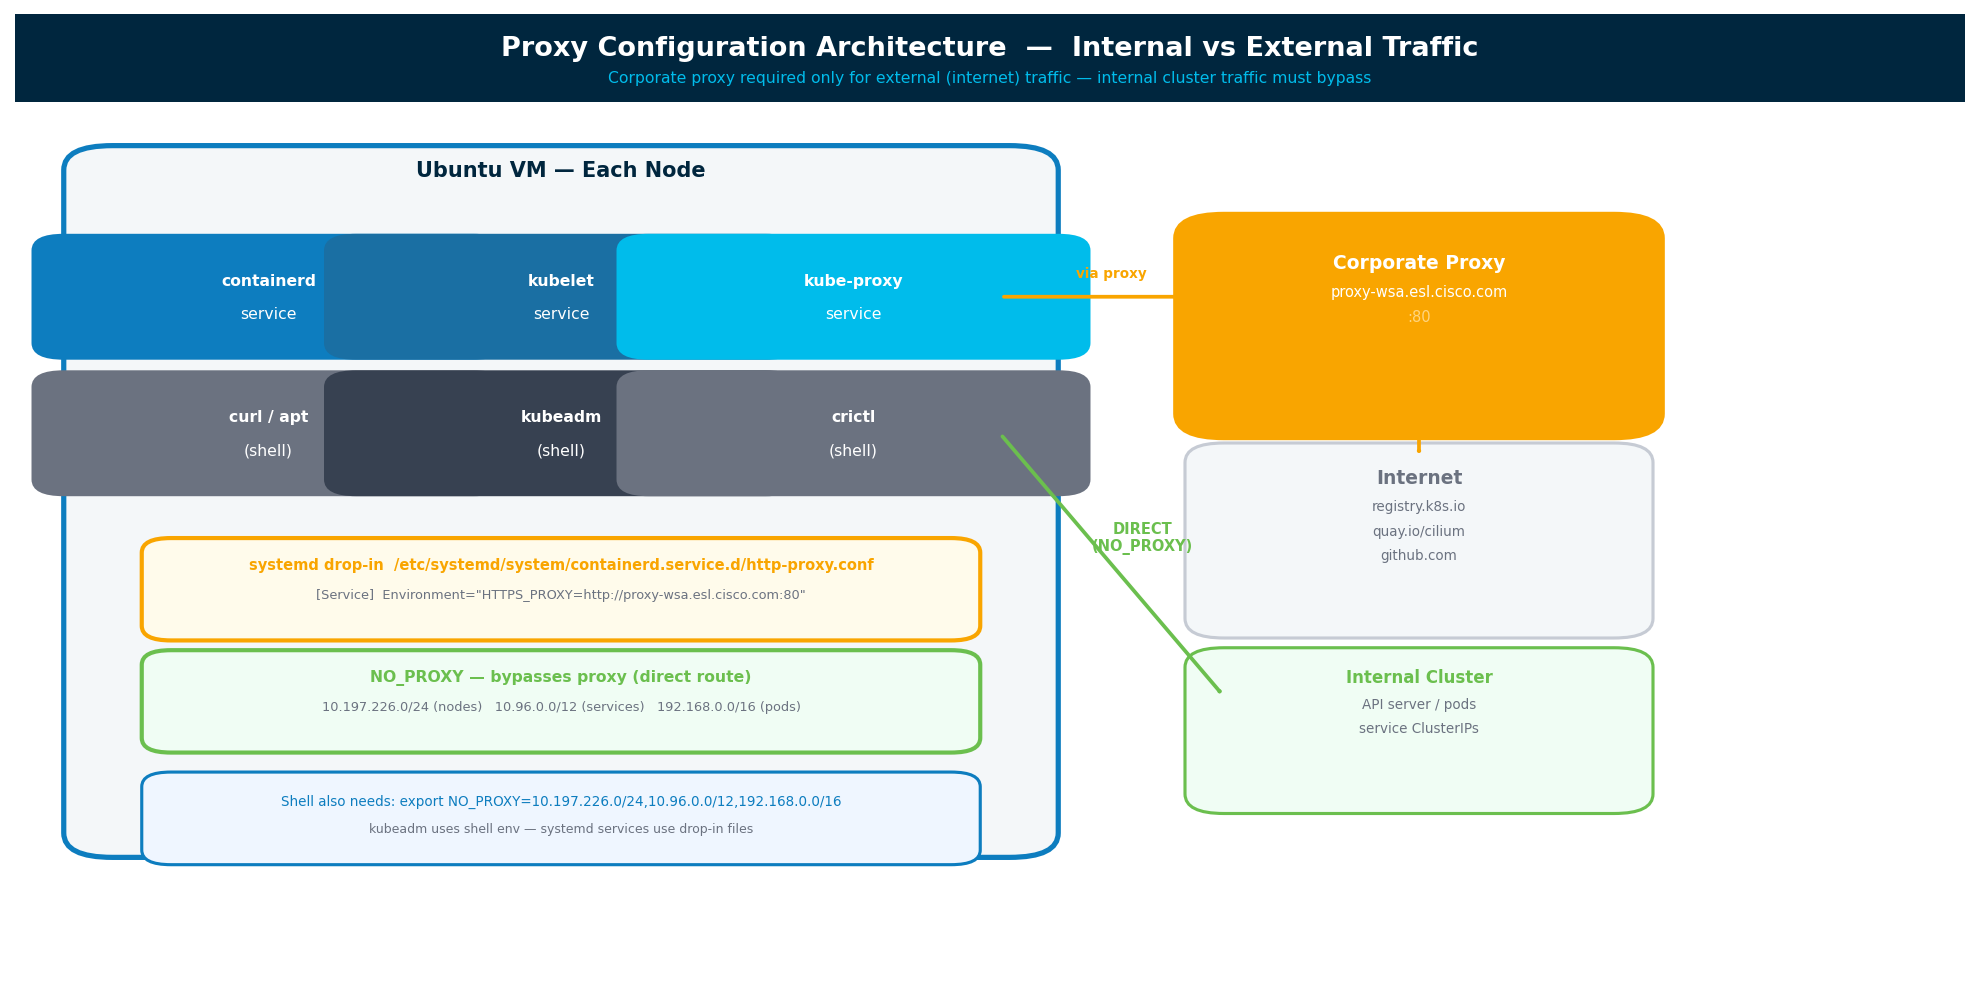 Proxy Configuration Architecture  —  Internal vs External Traffic
Corporate proxy required only for external (internet) traffic — internal cluster traffic must bypass
Ubuntu VM — Each Node
containerd
service
kubelet
service
kube-proxy
service
curl / apt
(shell)
kubeadm
(shell)
crictl
(shell)
systemd drop-in  /etc/systemd/system/containerd.service.d/http-proxy.conf
[Service]  Environment="HTTPS_PROXY=http://proxy-wsa.esl.cisco.com:80"
NO_PROXY — bypasses proxy (direct route)
10.197.226.0/24 (nodes)   10.96.0.0/12 (services)   192.168.0.0/16 (pods)
Shell also needs: export NO_PROXY=10.197.226.0/24,10.96.0.0/12,192.168.0.0/16
kubeadm uses shell env — systemd services use drop-in files
via proxy
DIRECT
(NO_PROXY)
Corporate Proxy
proxy-wsa.esl.cisco.com
:80
Internet
registry.k8s.io
quay.io/cilium
github.com
Internal Cluster
API server / pods
service ClusterIPs